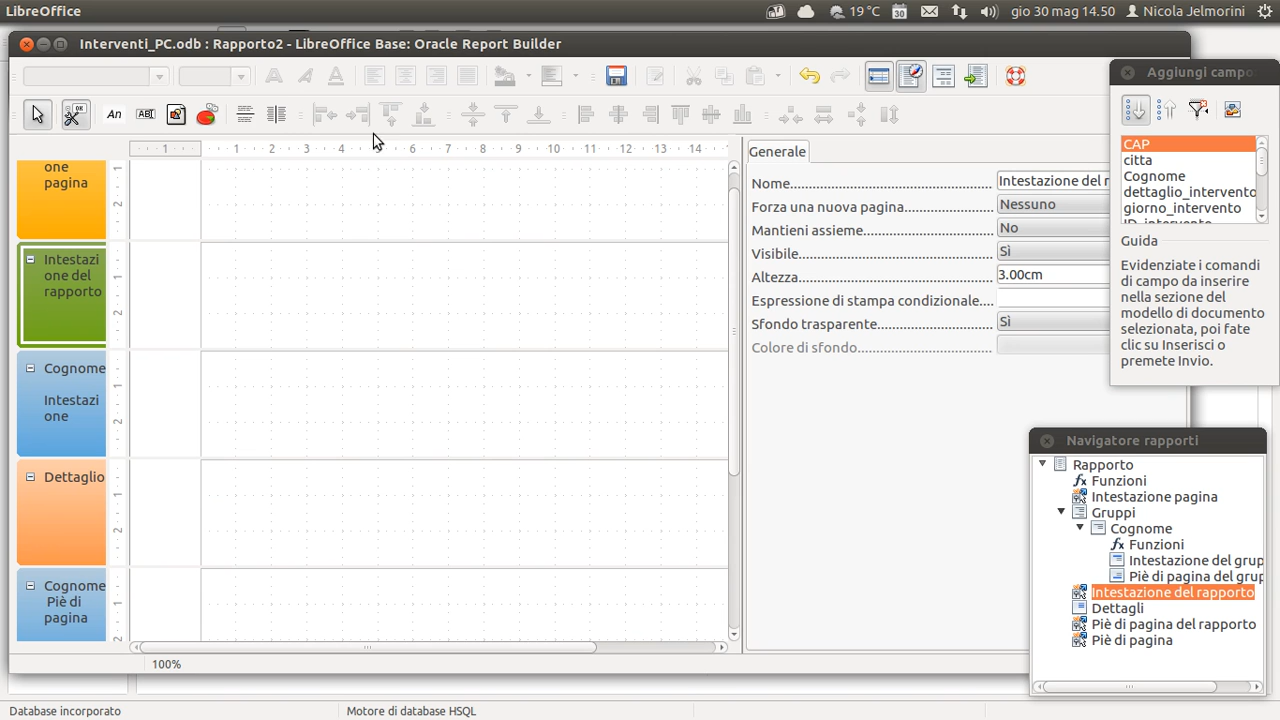 LibreOffice
19 °C
30
gio 30 mag 14.50
Nicola Jelmorini
Interventi_PC.odb : Rapporto2 - LibreOffice Base: Oracle Report Builder
Aggiungi campo
1 1 2 3 4 5 6 7 8 9 10 11 12 13 14
one
pagina
Intestazi
one del
rapporto
Cognome
Intestazi
one
Dettaglio
Cognome
Piè di
pagina
100%
Generale
Nome
Intestazione del r
Forza una nuova pagina
Nessuno
Mantieni assieme
No
Visibile
Sì
Altezza
3.00cm
Espressione di stampa condizionale
Sfondo trasparente
Sì
Colore di sfondo
CAP
citta
Cognome
dettaglio_intervento
giorno_intervento
Guida
Evidenziate i comandi
di campo da inserire
nella sezione del
modello di documento
selezionata, poi fate
clic su Inserisci o
premete Invio.
Navigatore rapporti
Rapporto
Funzioni
Intestazione pagina
Gruppi
Cognome
Funzioni
Intestazione del grup
Piè di pagina del grup
Intestazione del rapporto
Dettagli
Piè di pagina del rapporto
Piè di pagina
Database incorporato
Motore di database HSQL